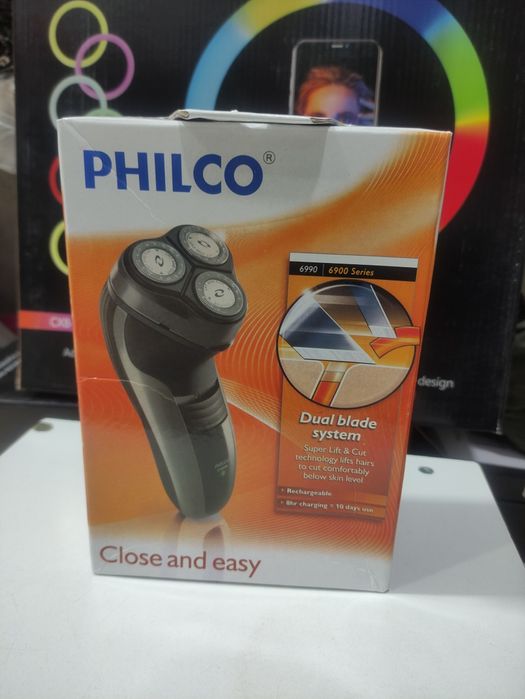 PHILCO®
6990 6900 Series
Dual blade
system
Super Lift & Cut
technology lifts hairs
to cut comfortably
below skin level
Rechargeable
8hr charging = 10 days use
Close and easy
design